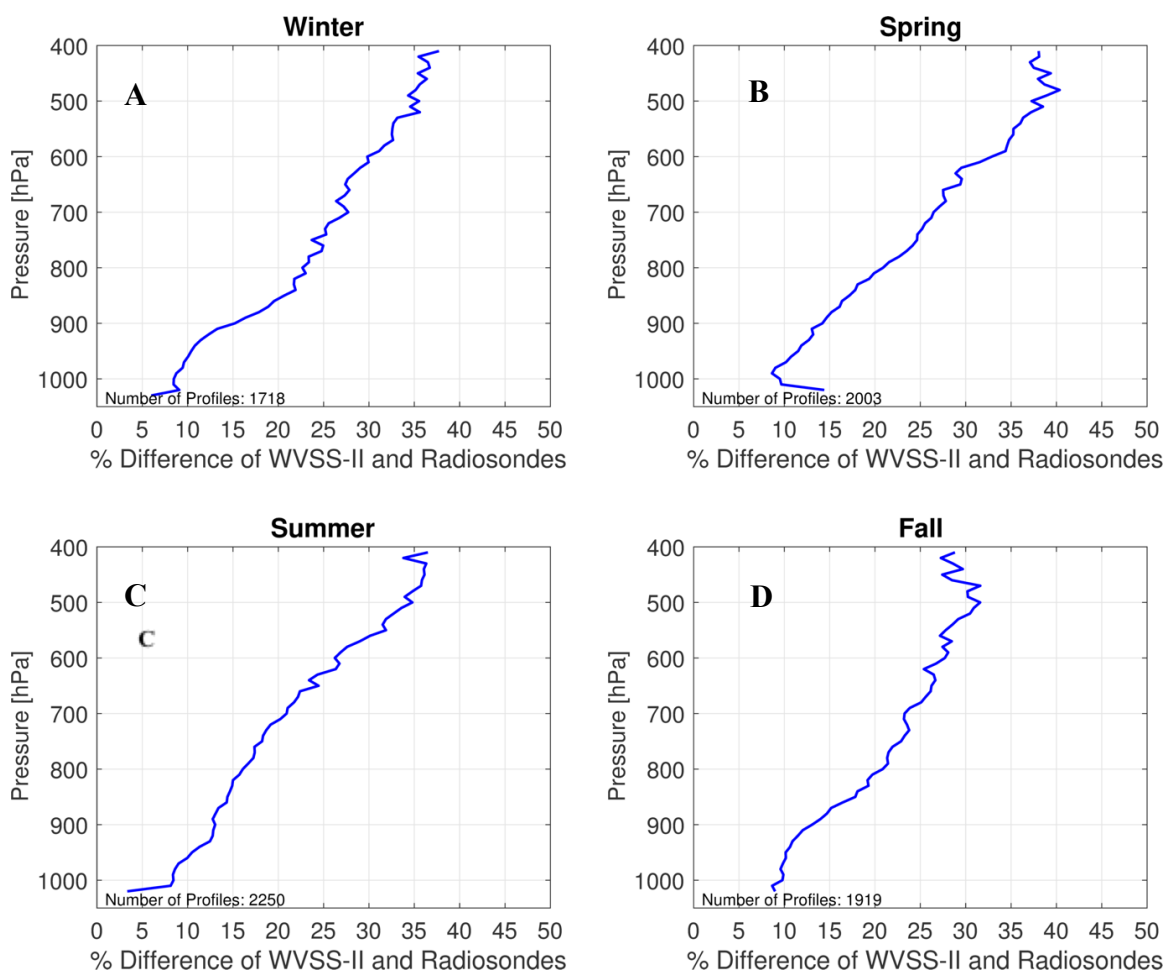 Winter
A
400
500
600
700
800
900
1000
Pressure [hPa]
Number of Profiles: 1718
0 5 10 15 20 25 30 35 40 45 50
% Difference of WVSS-II and Radiosondes
Spring
B
400
500
600
700
800
900
1000
Pressure [hPa]
Number of Profiles: 2003
0 5 10 15 20 25 30 35 40 45 50
% Difference of WVSS-II and Radiosondes
Summer
C
C
400
500
600
700
800
900
1000
Pressure [hPa]
Number of Profiles: 2250
0 5 10 15 20 25 30 35 40 45 50
% Difference of WVSS-II and Radiosondes
Fall
D
400
500
600
700
800
900
1000
Pressure [hPa]
Number of Profiles: 1919
0 5 10 15 20 25 30 35 40 45 50
% Difference of WVSS-II and Radiosondes